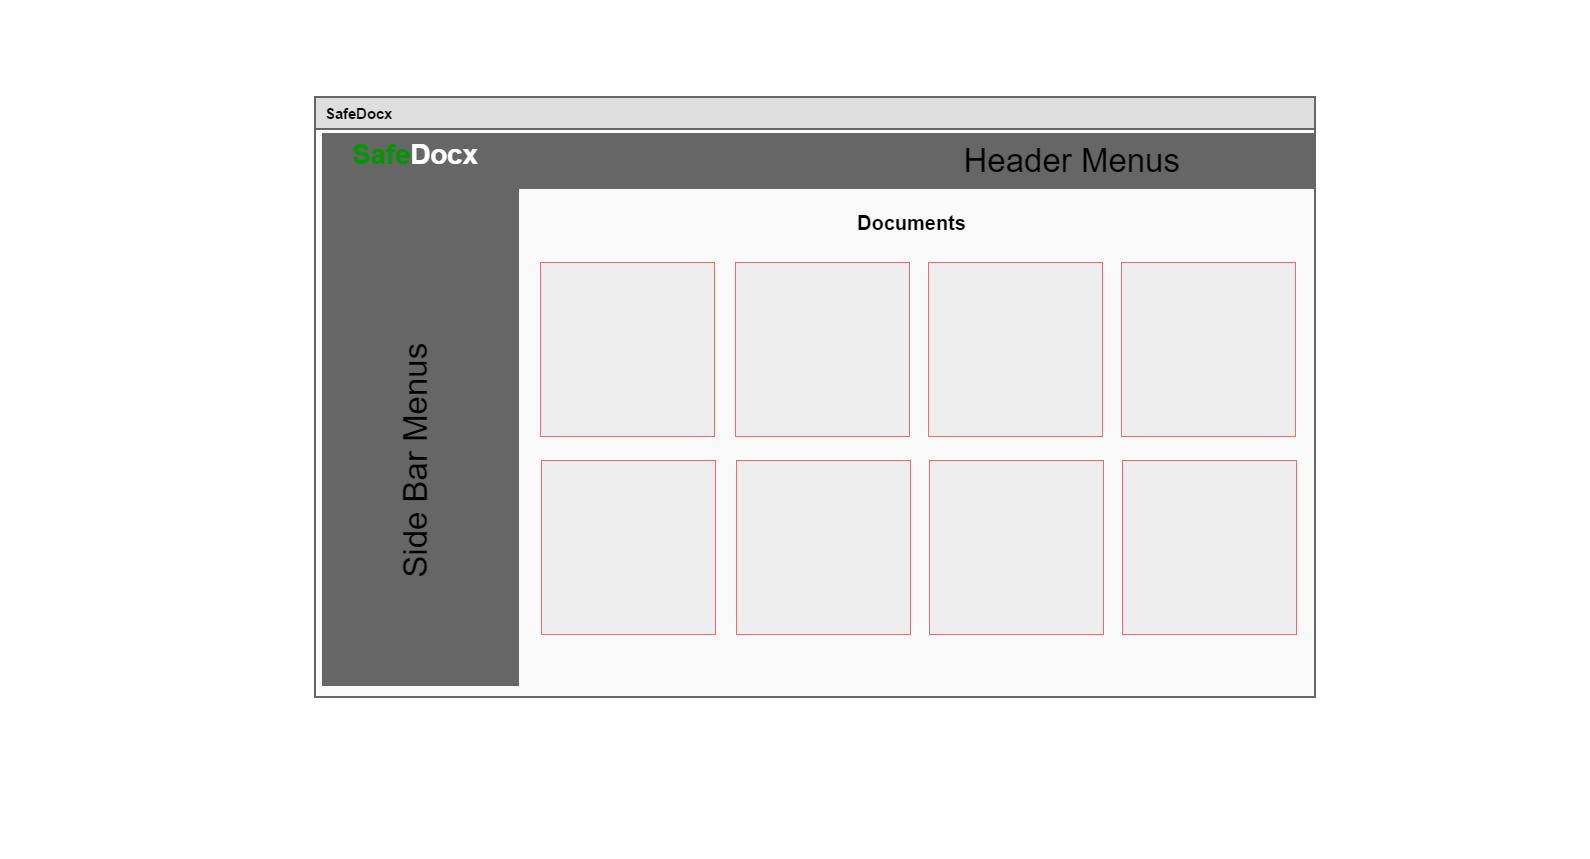 SafeDocx
SafeDocx
Header Menus
Documents
Side Bar Menus